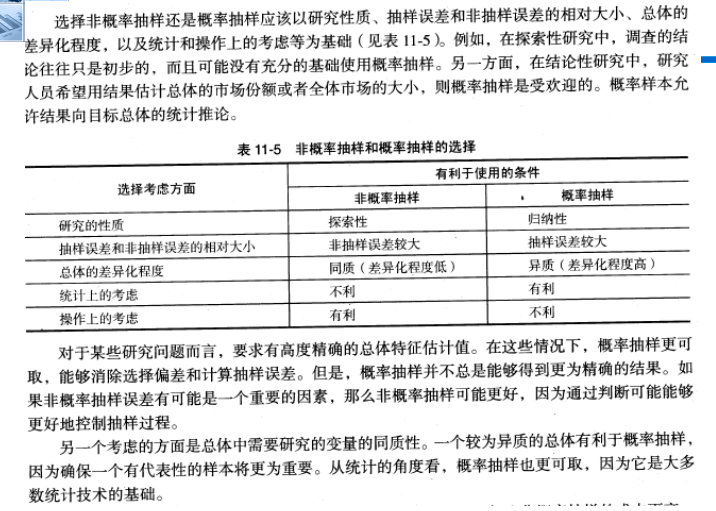 选择非概率抽样还是概率抽样应该以研究性质、抽样误差和非抽样误差的相对大小、总体的
差异化程度，以及统计和操作上的考虑等为基础（见表 11-5）。例如，在探索性研究中，调查的结
论往往只是初步的，而且可能没有充分的基础使用概率抽样。另一方面，在结论性研究中，研究
人员希望用结果估计总体的市场份额或者全体市场的大小，则概率抽样是受欢迎的。概率样本允
许结果向目标总体的统计推论。
表 11-5 非概率抽样和概率抽样的选择
选择考虑方面 有利于使用的条件
非概率抽样 概率抽样
研究的性质 探索性 归纳性
抽样误差和非抽样误差的相对大小 非抽样误差较大 抽样误差较大
总体的差异化程度 同质（差异化程度低） 异质（差异化程度高）
统计上的考虑 不利 有利
操作上的考虑 有利 不利
对于某些研究问题而言，要求有高度精确的总体特征估计值。在这些情况下，概率抽样更可
取，能够消除选择偏差和计算抽样误差。但是，概率抽样并不总是能够得到更为精确的结果。如
果非概率抽样误差有可能是一个重要的因素，那么非概率抽样可能更好，因为通过判断可能能够
更好地控制抽样过程。
另一个考虑的方面是总体中需要研究的变量的同质性。一个较为异质的总体有利于概率抽样，
因为确保一个有代表性的样本将更为重要。从统计的角度看，概率抽样也更可取，因为它是大多
数统计技术的基础。